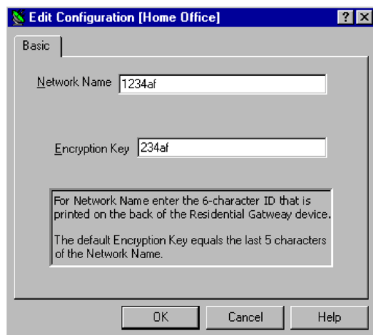 Edit Configuration [Home Office]
Basic
Network Name 1234af
Encryption Key 234af
For Network Name enter the 6-character ID that is
printed on the back of the Residential Gatweay device.
The default Encryption Key equals the last 5 characters
of the Network Name.
OK Cancel Help